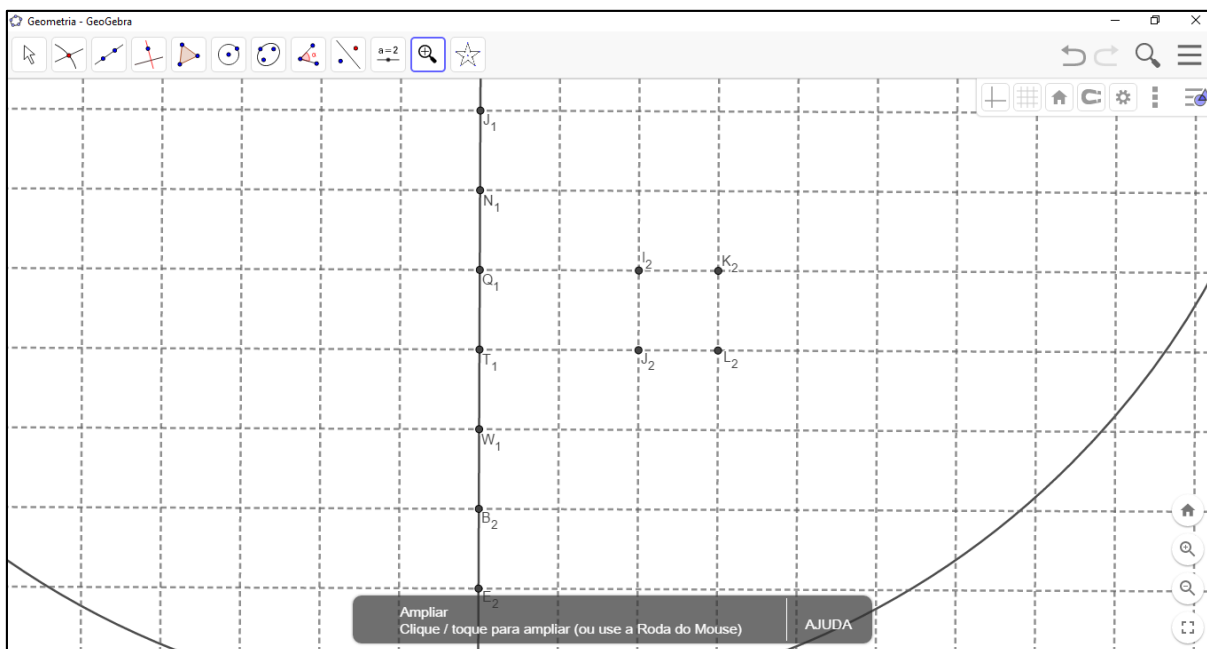 Geometria - GeoGebra
a=2
J₁
N₁
I₂
K₂
Q₁
T₁
J₂
L₂
W₁
B₂
E₂
Ampliar
Clique / toque para ampliar (ou use a Roda do Mouse)
AJUDA